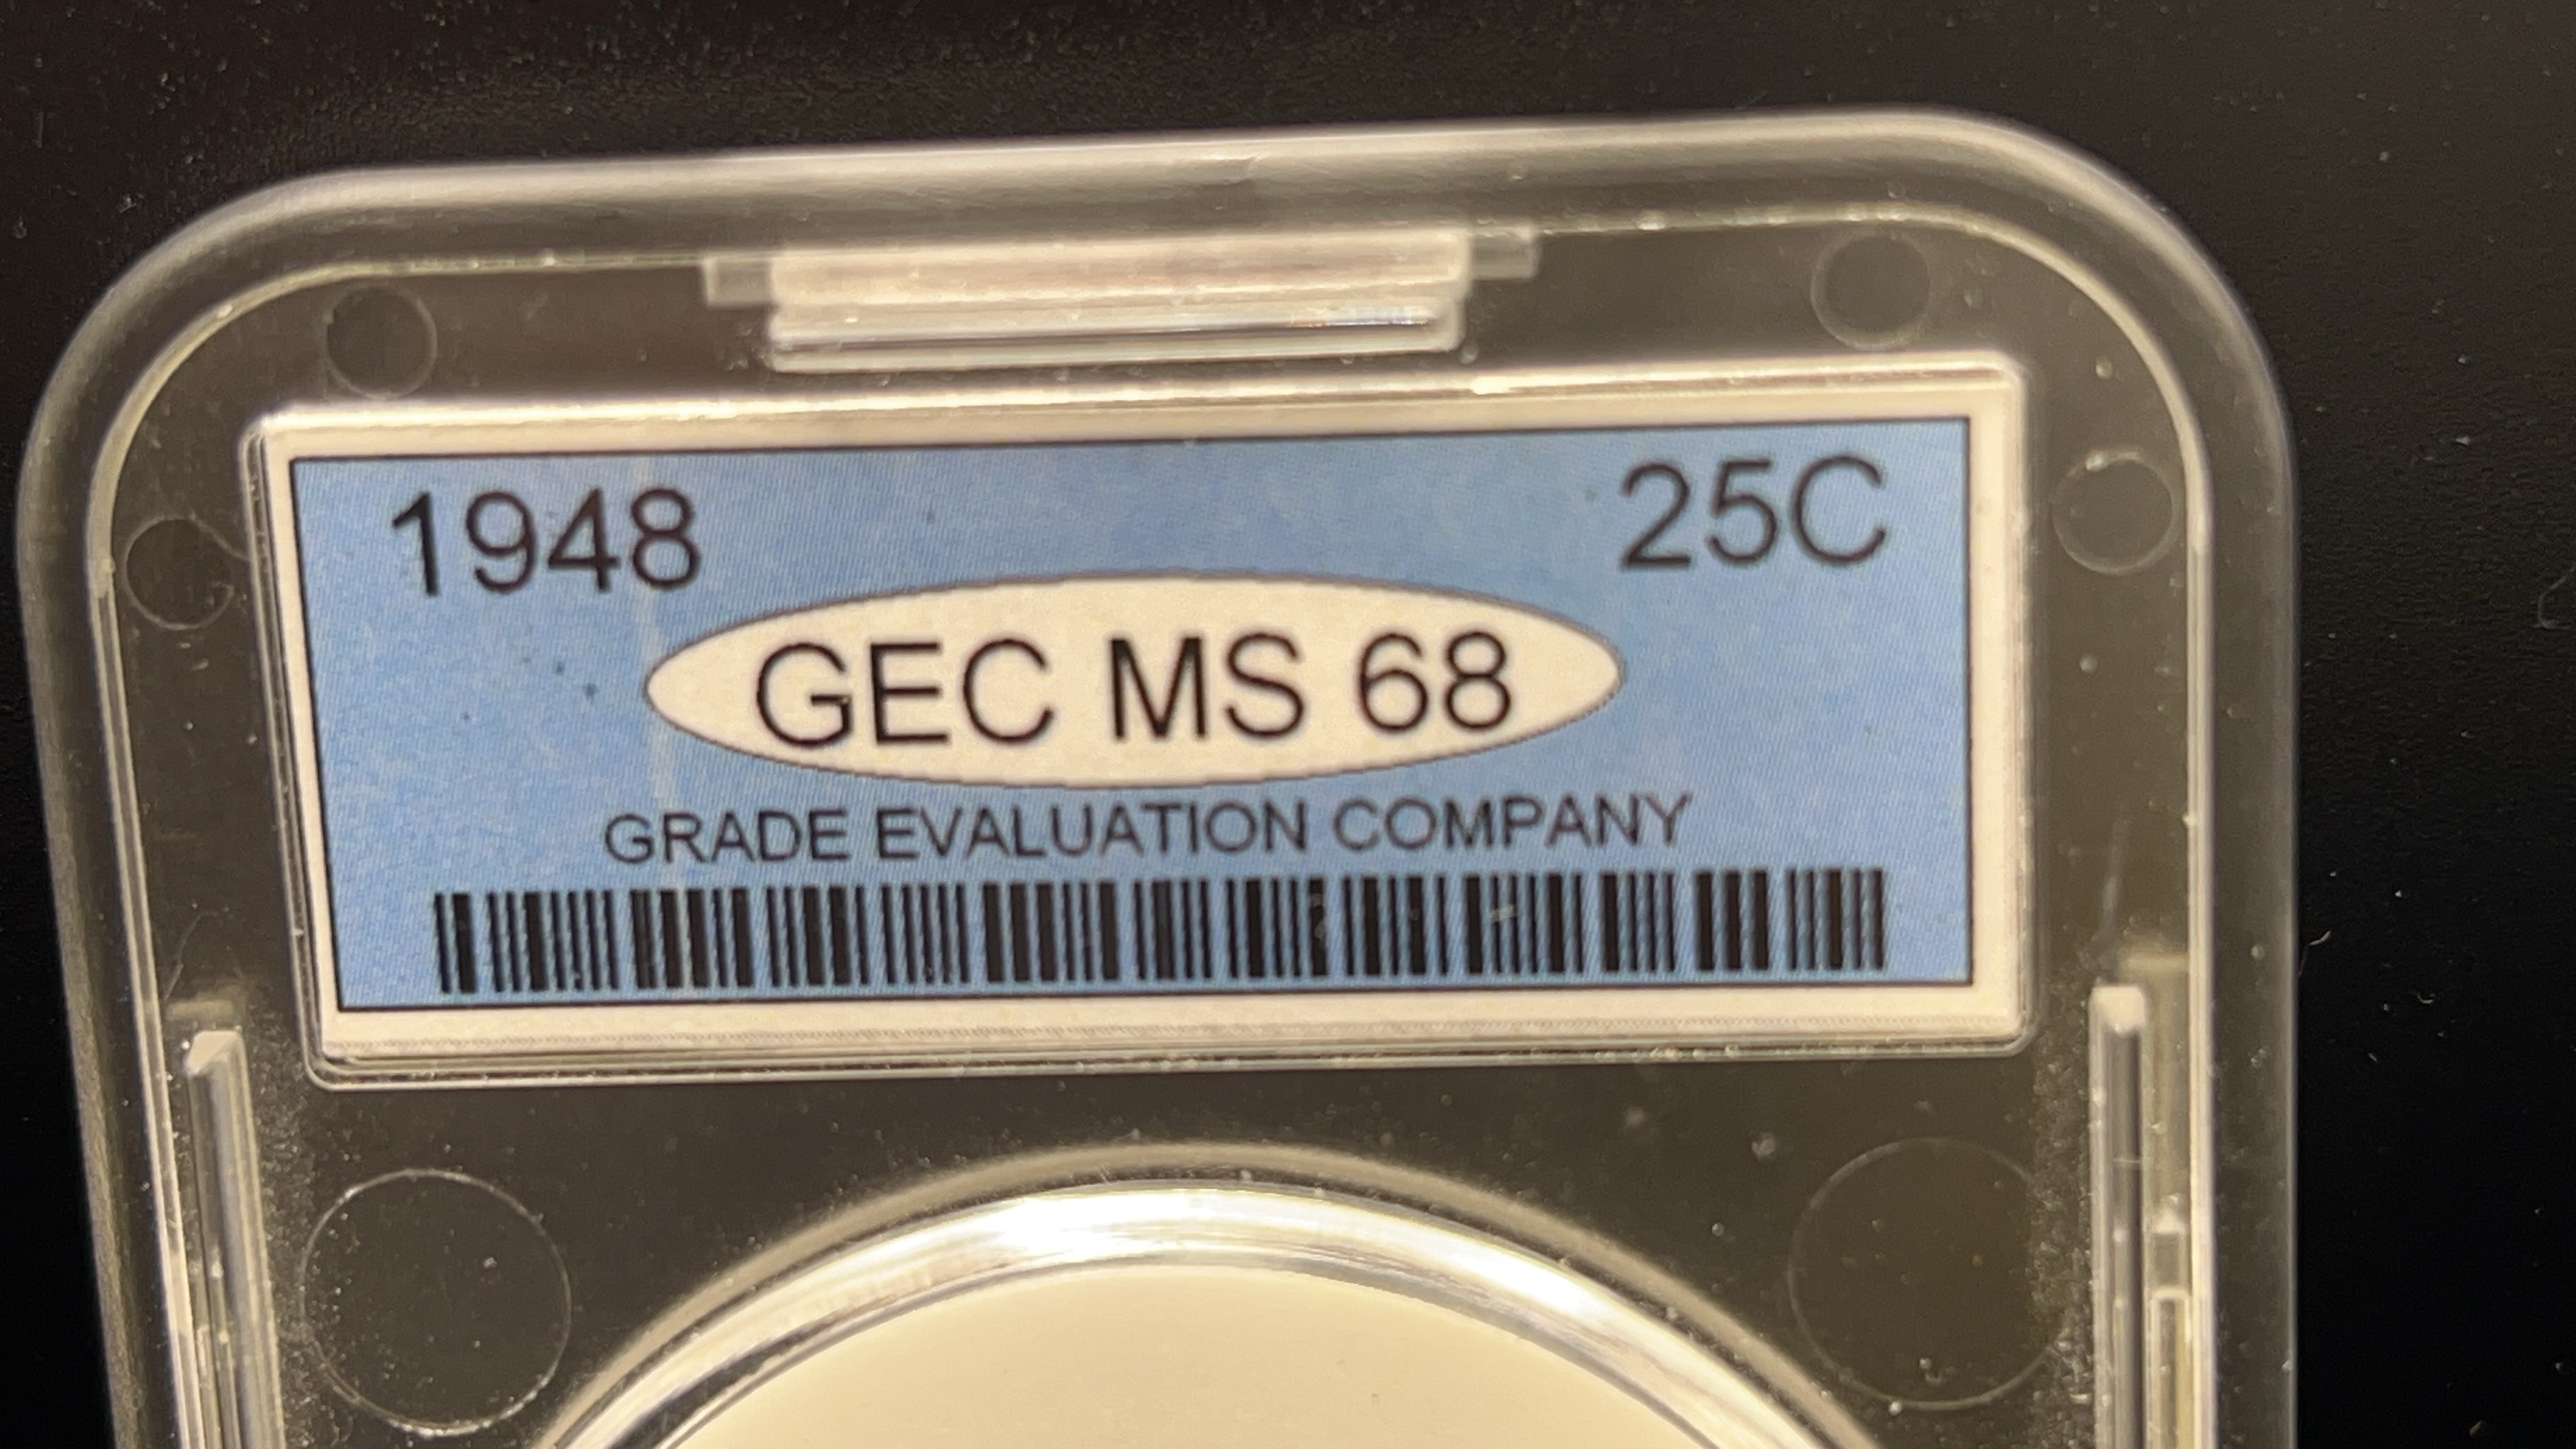 1948 25C
GEC MS 68
GRADE EVALUATION COMPANY